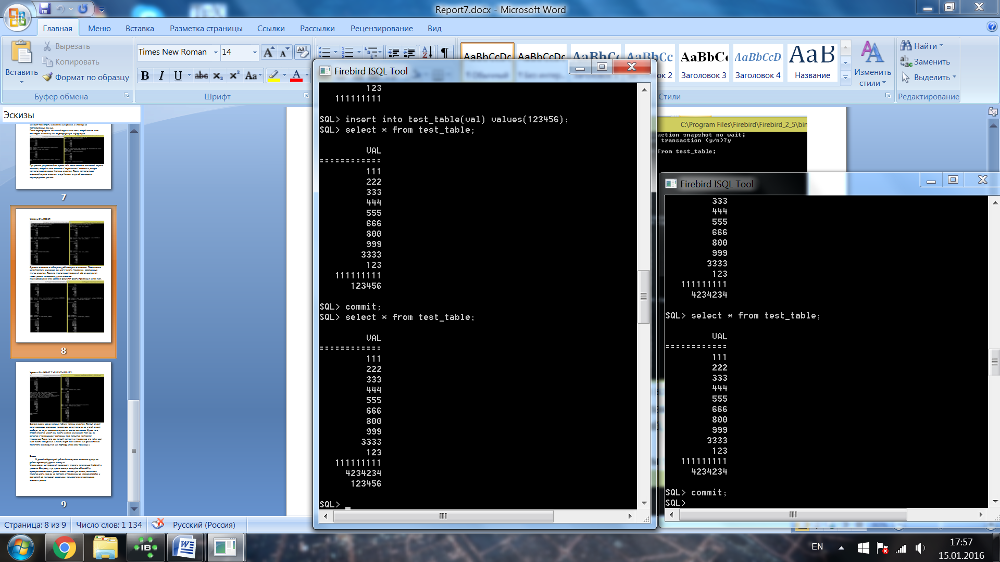 Report7.docx - Microsoft Word
Главная Меню Вставка Разметка страницы Ссылки Рассылки Рецензирование Вид
Вставить
Вырезать
Копировать
Формат по образцу
Буфер обмена
Times New Roman 14
Шрифт
AaBbCcDc AaBbCcDc AaBbCc AaBbCc AaBbCc AaBbCcD АаВ
Заголовок 3 Заголовок 4 Название
Изменить стили
Стили
Найти
Заменить
Выделить
Редактирование
Эскизы
7
8
9
Firebird ISQL Tool
123
111111111
SQL> insert into test_table(val) values(123456);
SQL> select * from test_table;
VAL
============
111
222
333
444
555
666
800
999
3333
123
111111111
123456
SQL> commit;
SQL> select * from test_table;
VAL
============
111
222
333
444
555
666
800
999
3333
123
111111111
4234234
123456
SQL>
C:\Program Files\Firebird\Firebird_2_5\bin
action snapshot no wait;
transaction (y/n)?y
from test_table;
Firebird ISQL Tool
333
444
555
666
800
999
3333
123
111111111
4234234
SQL> select * from test_table;
VAL
============
111
222
333
444
555
666
800
999
3333
123
111111111
4234234
SQL> commit;
SQL>
Страница: 8 из 9 Число слов: 1 134 Русский (Россия)
EN
17:57
15.01.2016